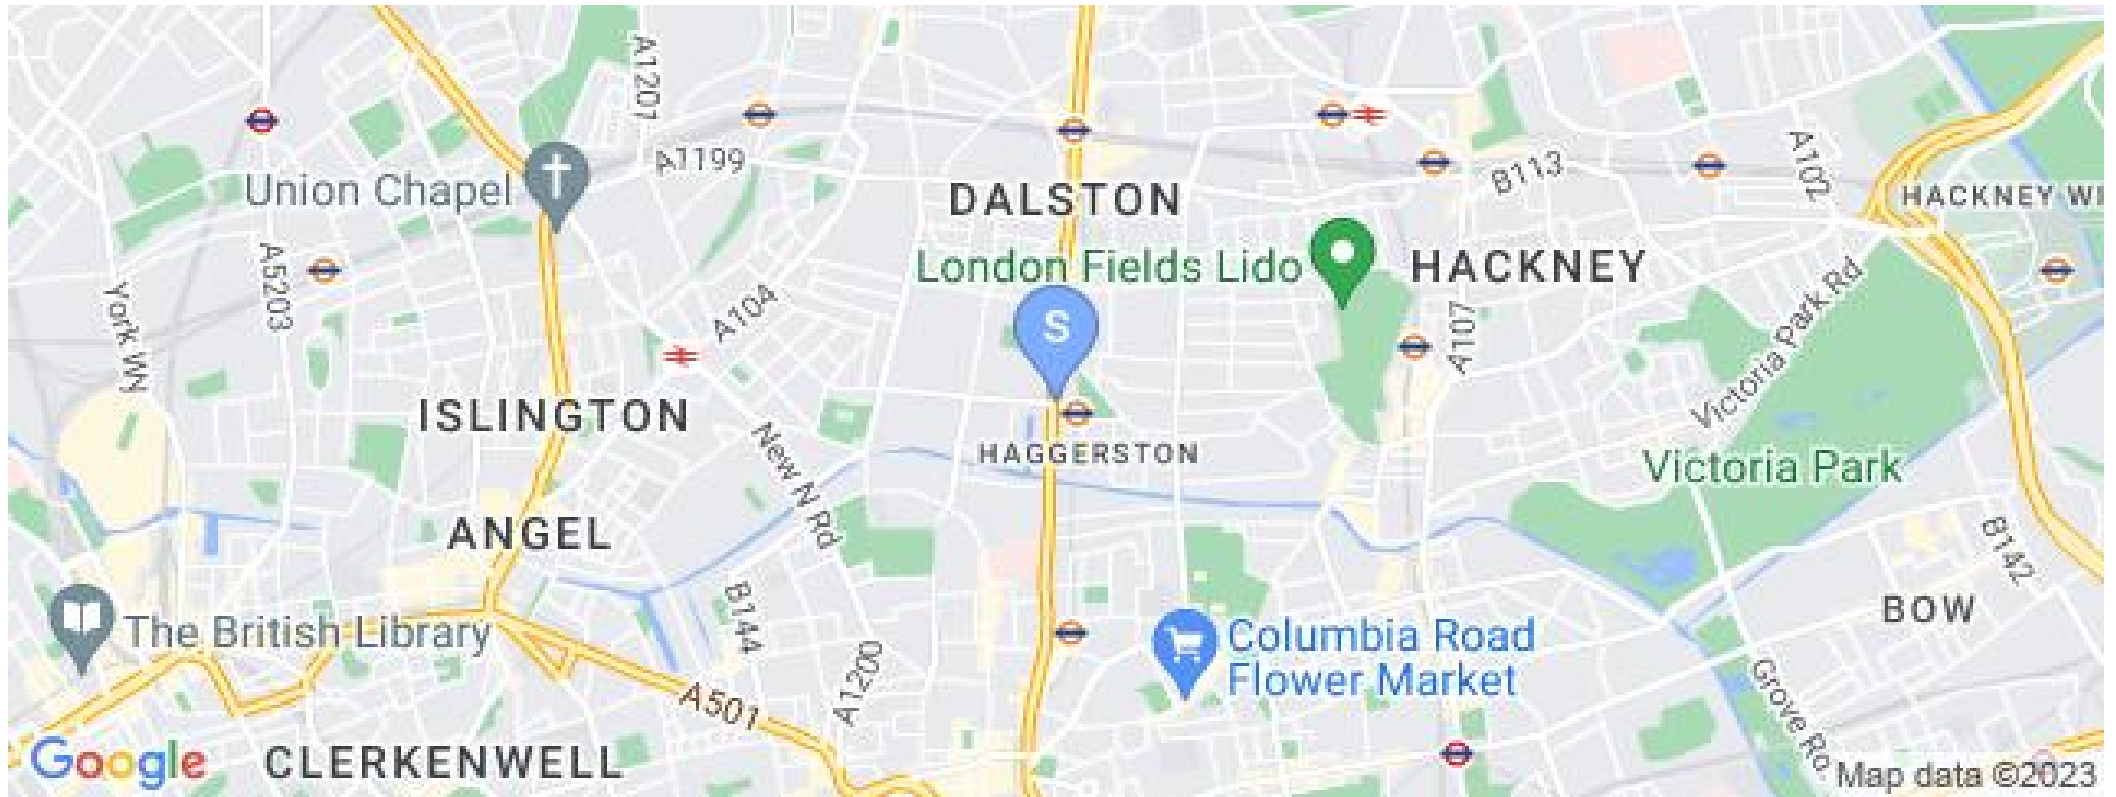 A1201
A1199
Union Chapel
DALSTON
B113
A102
HACKNEY WI
A5203
York Wy
London Fields Lido
HACKNEY
A104
S
A107
Victoria Park Rd
ISLINGTON
HAGGERSTON
New N Rd
Victoria Park
ANGEL
B142
B144
BOW
The British Library
Columbia Road
Flower Market
A1200
A501
Grove Rd
CLERKENWELL
Google
Map data ©2023